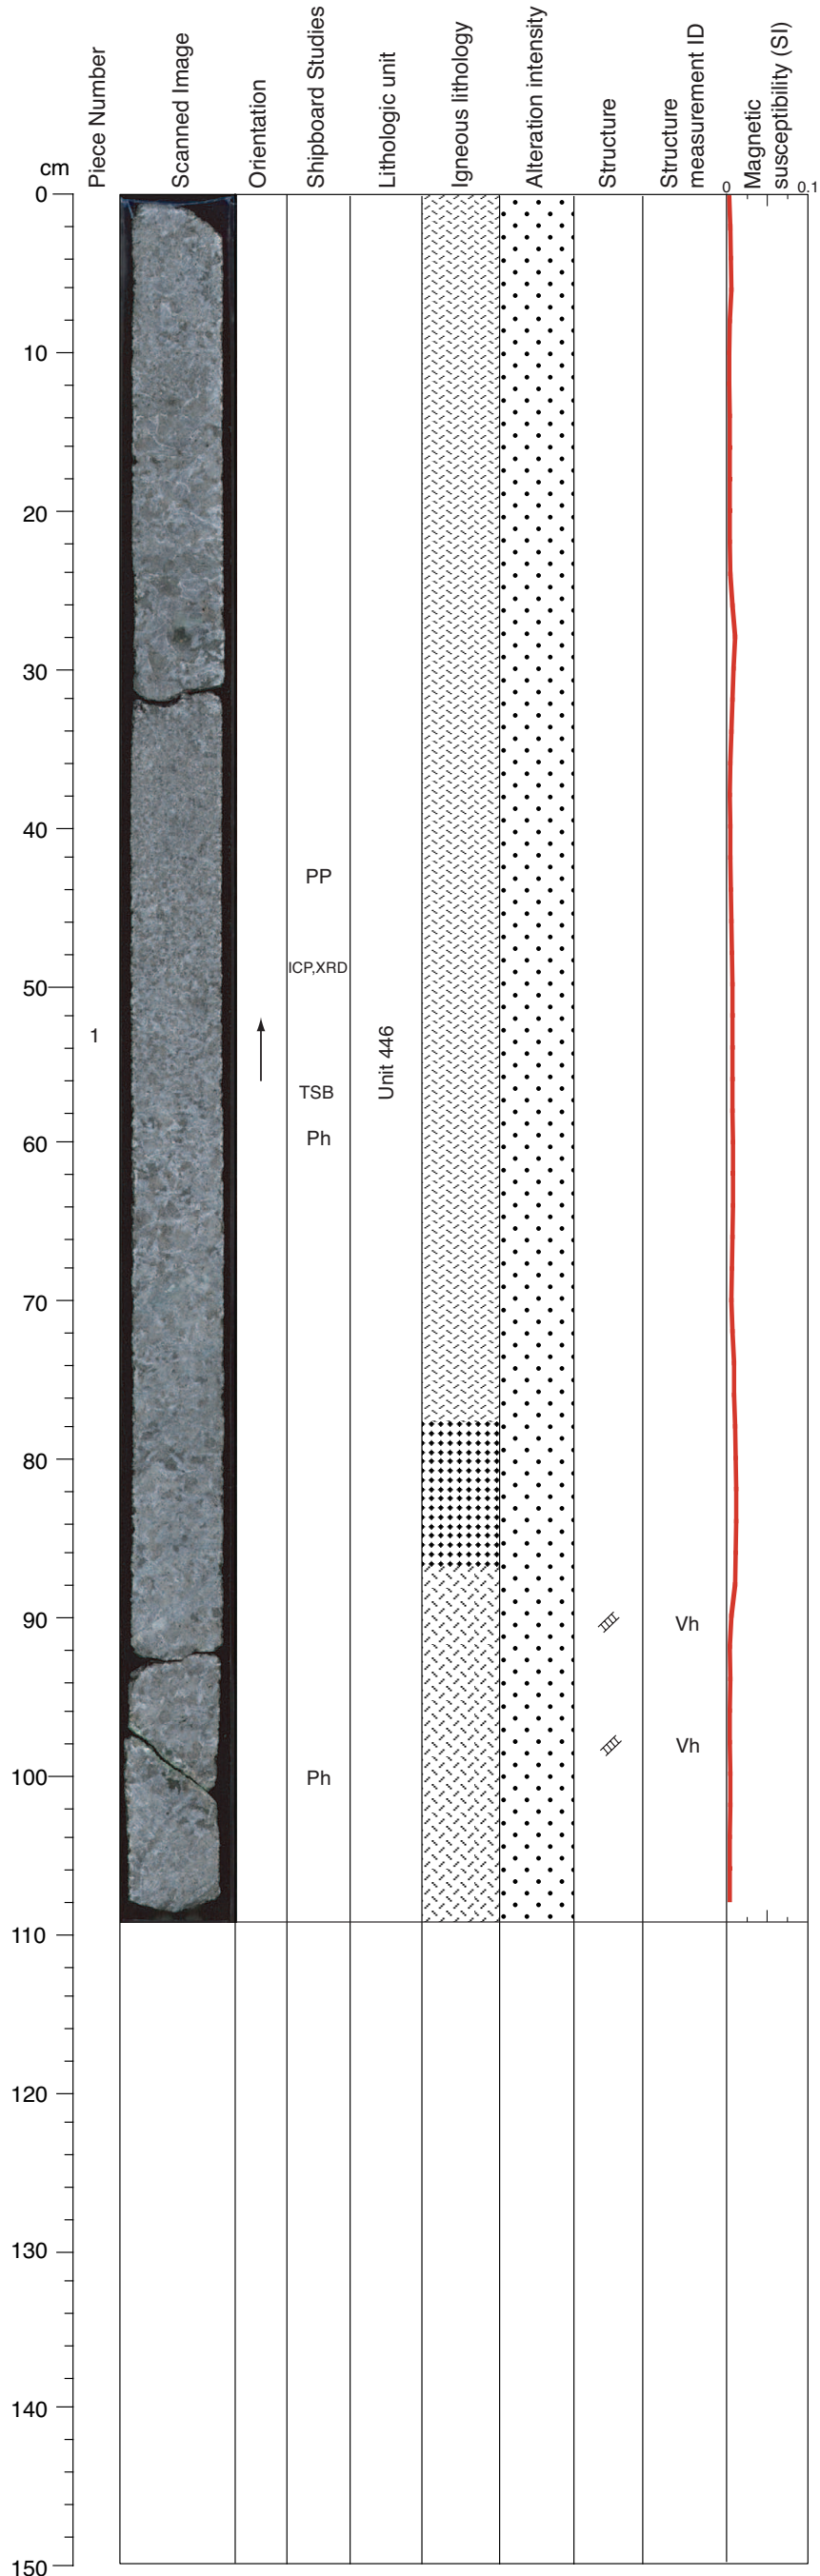 cm
Piece Number
Scanned Image
Orientation
Shipboard Studies
Lithologic unit
Igneous lithology
Alteration intensity
Structure
Structure
measurement ID
Magnetic
susceptibility (SI)
0 0.1
0
10
20
30
40
PP
ICP,XRD
50
1
Unit 446
TSB
Ph
60
70
80
90
Vh
Vh
100
Ph
110
120
130
140
150